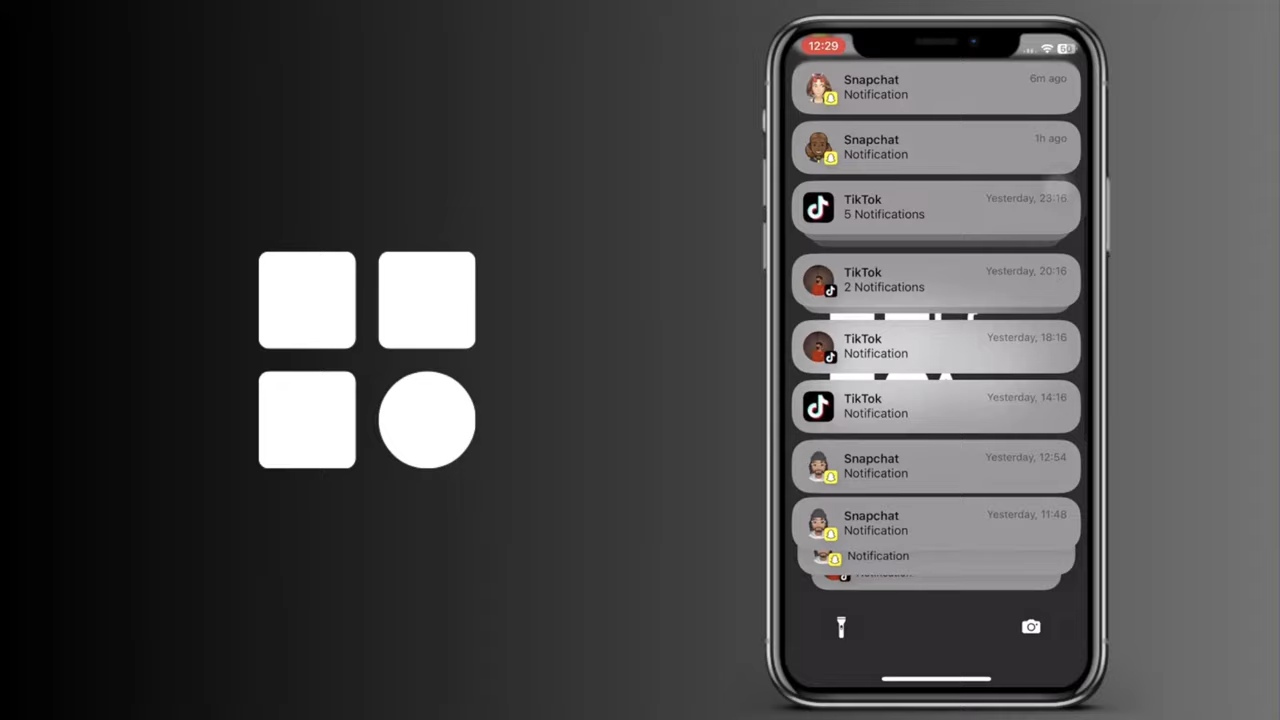 12:29
60
Snapchat
6m ago
Notification
Snapchat
1h ago
Notification
TikTok
Yesterday, 23:16
5 Notifications
TikTok
Yesterday, 20:16
2 Notifications
TikTok
Yesterday, 18:16
Notification
TikTok
Yesterday, 14:16
Notification
Snapchat
Yesterday, 12:54
Notification
Snapchat
Yesterday, 11:48
Notification
Notification